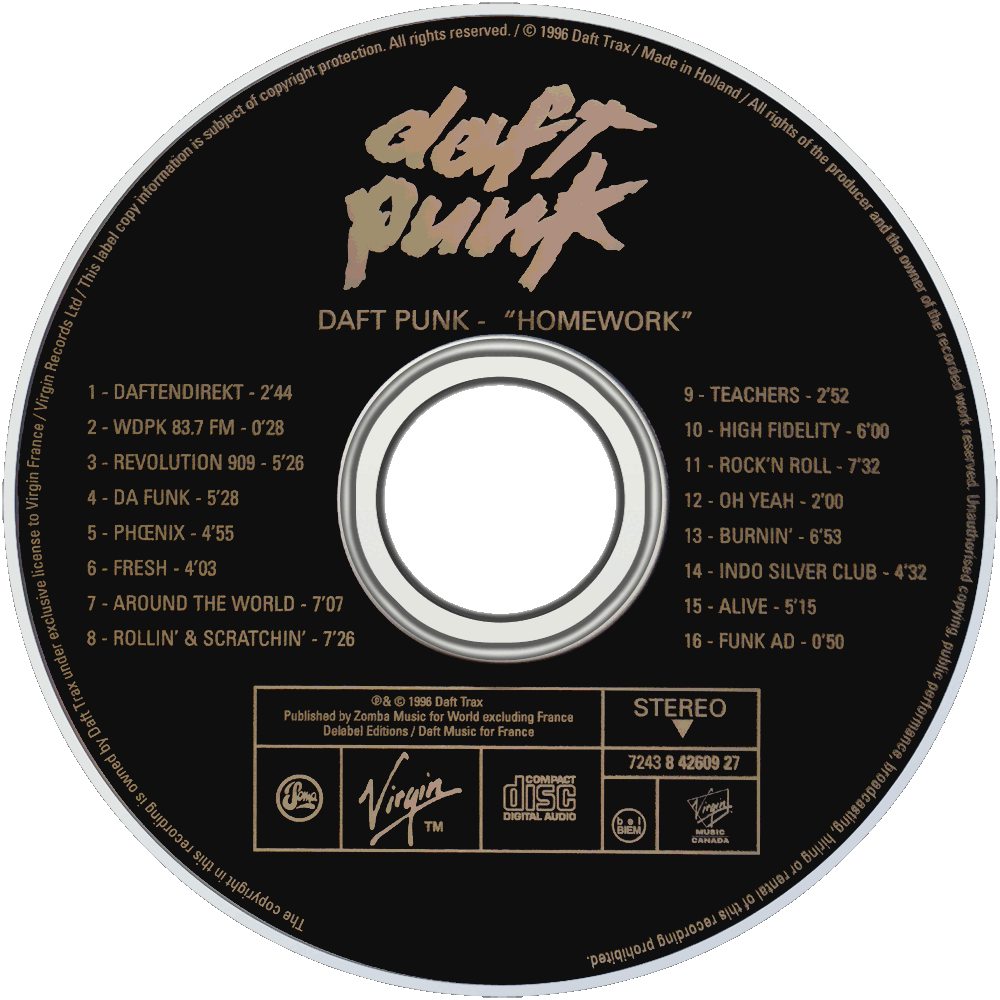 The copyright in this recording is owned by Daft Trax under exclusive license to Virgin France / Virgin Records Ltd / This label copy information is subject of copyright protection. All rights reserved. / © 1996 Daft Trax / Made in Holland / All rights of the producer and the owner of the recorded work reserved. Unauthorised copying, public performance, broadcasting, hiring or rental of this recording prohibited.
daft
punk
DAFT PUNK - “HOMEWORK”
1 - DAFTENDIREKT - 2’44
2 - WDPK 83.7 FM - 0’28
3 - REVOLUTION 909 - 5’26
4 - DA FUNK - 5’28
5 - PHŒNIX - 4’55
6 - FRESH - 4’03
7 - AROUND THE WORLD - 7’07
8 - ROLLIN’ & SCRATCHIN’ - 7’26
9 - TEACHERS - 2’52
10 - HIGH FIDELITY - 6’00
11 - ROCK’N ROLL - 7’32
12 - OH YEAH - 2’00
13 - BURNIN’ - 6’53
14 - INDO SILVER CLUB - 4’32
15 - ALIVE - 5’15
16 - FUNK AD - 0’50
℗ & © 1996 Daft Trax
Published by Zomba Music for World excluding France
Delabel Editions / Daft Music for France
STEREO
7243 8 42609 27
Soma
Virgin
TM
COMPACT
disc
DIGITAL AUDIO
bel
BIEM
Virgin
MUSIC
CANADA